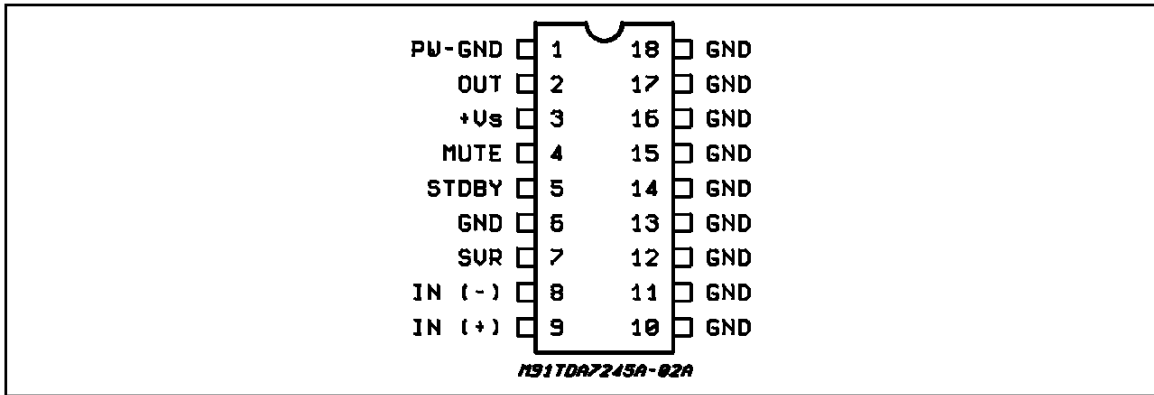 PW-GND 1 18 GND
OUT 2 17 GND
+Vs 3 16 GND
MUTE 4 15 GND
STDBY 5 14 GND
GND 6 13 GND
SVR 7 12 GND
IN (-) 8 11 GND
IN (+) 9 10 GND
M91TDA7245A-02A